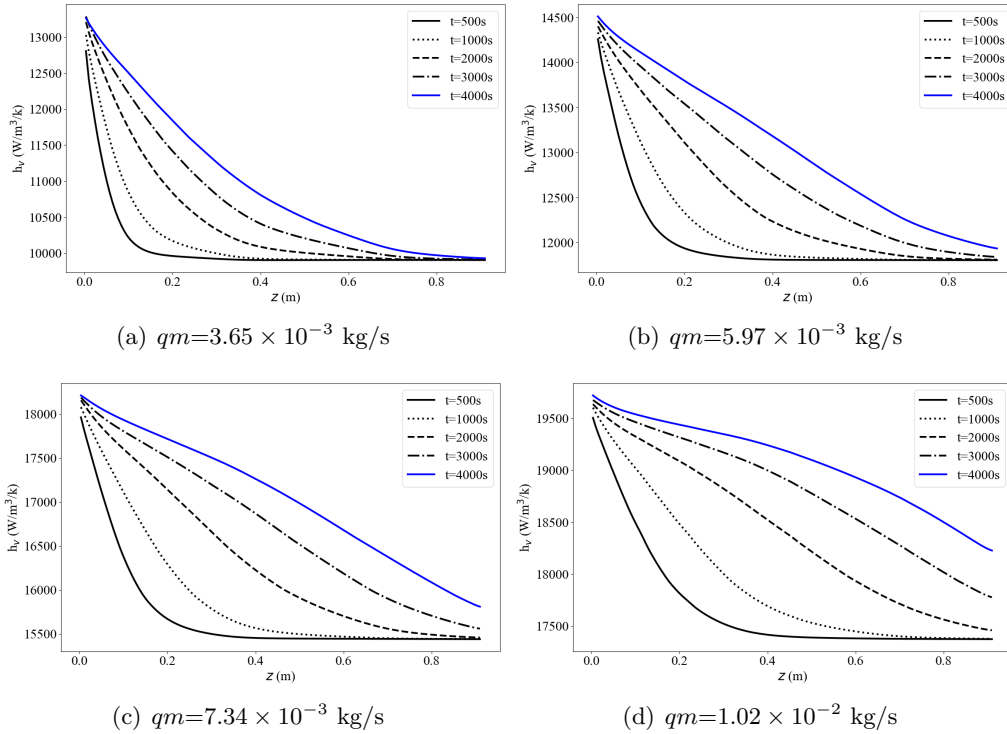 13000
12500
12000
11500
11000
10500
10000
h_v (W/m³/k)
0.0 0.2 0.4 0.6 0.8
z (m)
t=500s
t=1000s
t=2000s
t=3000s
t=4000s
(a) qm=3.65 × 10⁻³ kg/s
14500
14000
13500
13000
12500
12000
h_v (W/m³/k)
0.0 0.2 0.4 0.6 0.8
z (m)
t=500s
t=1000s
t=2000s
t=3000s
t=4000s
(b) qm=5.97 × 10⁻³ kg/s
18000
17500
17000
16500
16000
15500
h_v (W/m³/k)
0.0 0.2 0.4 0.6 0.8
z (m)
t=500s
t=1000s
t=2000s
t=3000s
t=4000s
(c) qm=7.34 × 10⁻³ kg/s
19500
19000
18500
18000
17500
h_v (W/m³/k)
0.0 0.2 0.4 0.6 0.8
z (m)
t=500s
t=1000s
t=2000s
t=3000s
t=4000s
(d) qm=1.02 × 10⁻² kg/s